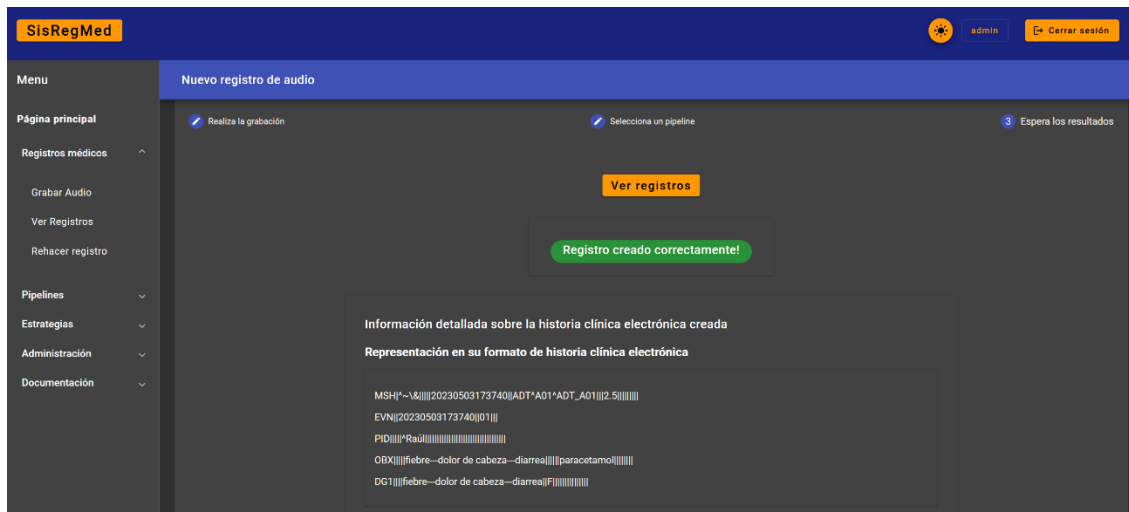 SisRegMed
admin
Cerrar sesión
Menu
Nuevo registro de audio
Página principal
Realiza la grabación
Selecciona un pipeline
3 Espera los resultados
Registros médicos
Grabar Audio
Ver Registros
Rehacer registro
Pipelines
Estrategias
Administración
Documentación
Ver registros
Registro creado correctamente!
Información detallada sobre la historia clínica electrónica creada
Representación en su formato de historia clínica electrónica
MSH|^~\&|||||20230503173740||ADT^A01^ADT_A01|||2.5|||||||||
EVN||20230503173740||01|||
PID|||||^Raúl||||||||||||||||||||||||||||||||||
OBX|||||fiebre---dolor de cabeza---diarrea||||||paracetamol||||||||
DG1||||fiebre---dolor de cabeza---diarrea||F|||||||||||||||